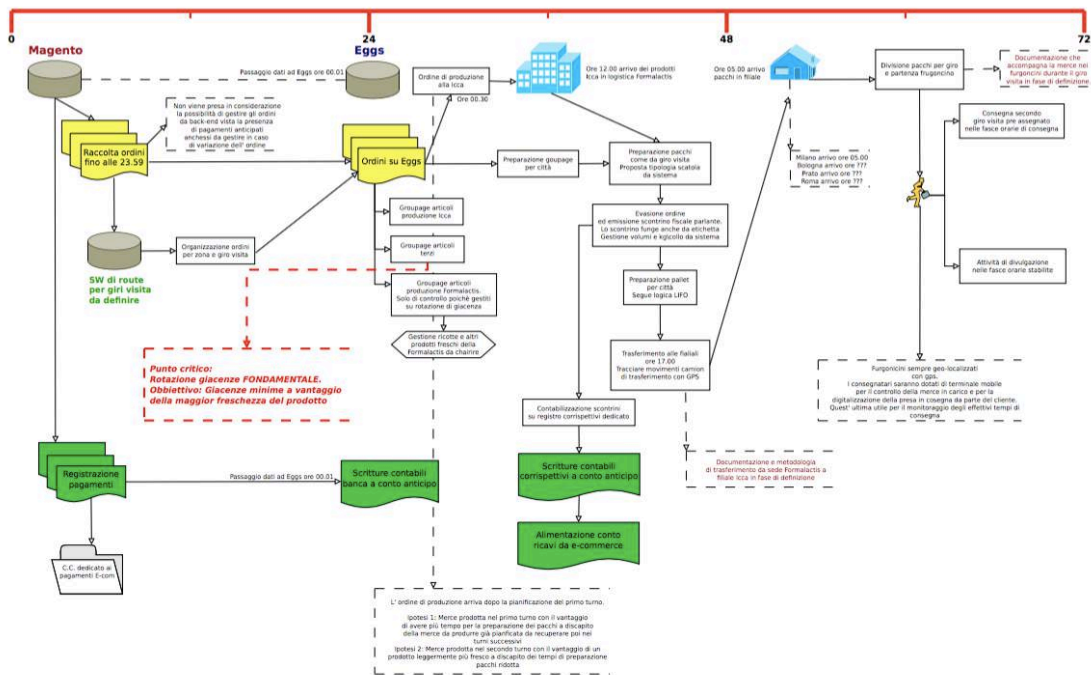 0
24
48
72
Magento
Eggs
Passaggio dati ad Eggs ore 00.01
Ordine di produzione
alla Icca
Ore 00.30
Ore 12.00 arrivo dei prodotti
Icca in logistica Formalactis
Ore 05.00 arrivo
pacchi in filiale
Divisione pacchi per giro
e partenza frugoncino
Documentazione che
accompagna la merce nei
furgoncini durante il giro
visita in fase di definizione.
Non viene presa in considerazione
la possibilità di gestire gli ordini
da back-end vista la presenza
di pagamenti anticipati
anchessi da gestire in caso
di variazione dell' ordine
Raccolta ordini
fino alle 23.59
Ordini su Eggs
Preparazione goupage
per città
Preparazione pacchi
come da giro visita
Proposta tipologia scatola
da sistema
Milano arrivo ore 05.00
Bologna arrivo ore ???
Prato arrivo ore ???
Roma arrivo ore ???
Consegna secondo
giro visita pre assegnato
nelle fasce orarie di consegna
Groupage articoli
produzione Icca
Evasione ordine
ed emissione scontrino fiscale parlante.
Lo scontrino funge anche da etichetta
Gestione volumi e kgicollo da sistema
SW di route
per giri visita
da definire
Organizzazione ordini
per zona e giro visita
Groupage articoli
terzi
Attività di divulgazione
nelle fasce orarie stabilite
Groupage articoli
produzione Formalactis.
Solo di controllo poichè gestiti
su rotazione di giacenza
Preparazione pallet
per città
Segue logica LIFO
Gestione ricotte e altri
prodotti freschi della
Formalactis da chairire
Trasferimento alle fialiali
ore 17.00
Tracciare movimenti camion
di trasferimento con GPS
Punto critico:
Rotazione giacenze FONDAMENTALE.
Obbiettivo: Giacenze minime a vantaggio
della maggior freschezza del prodotto
Furgonicini sempre geo-localizzati
con gps.
I consegnatari saranno dotati di terminale mobile
per il controllo della merce in carico e per la
digitalizzazione della presa in cosegna da parte del cliente.
Quest' ultima utile per il monitoraggio degli effettivi tempi di
consegna
Contabilizzazione scontrini
su registro corrispettivi dedicato
Registrazione
pagamenti
Passaggio dati ad Eggs ore 00.01
Scritture contabili
banca a conto anticipo
Scritture contabili
corrispettivi a conto anticipo
Documentazione e metodologia
di trasferimento da sede Formalactis a
filiale icca in fase di definizione
Alimentazione conto
ricavi da e-commerce
C.C. dedicato ai
pagamenti E-com
L' ordine di produzione arriva dopo la pianificazione del primo turno.
Ipotesi 1: Merce prodotta nel primo turno con il vantaggio
di avere più tempo per la preparazione dei pacchi a discapito
della merce da produrre già pianficata da recuperare poi nei
turni successivi
Ipotesi 2: Merce prodotta nel secondo turno con il vantaggio di un
prodotto leggermente più fresco a discapito dei tempi di preparazione
pacchi ridotta